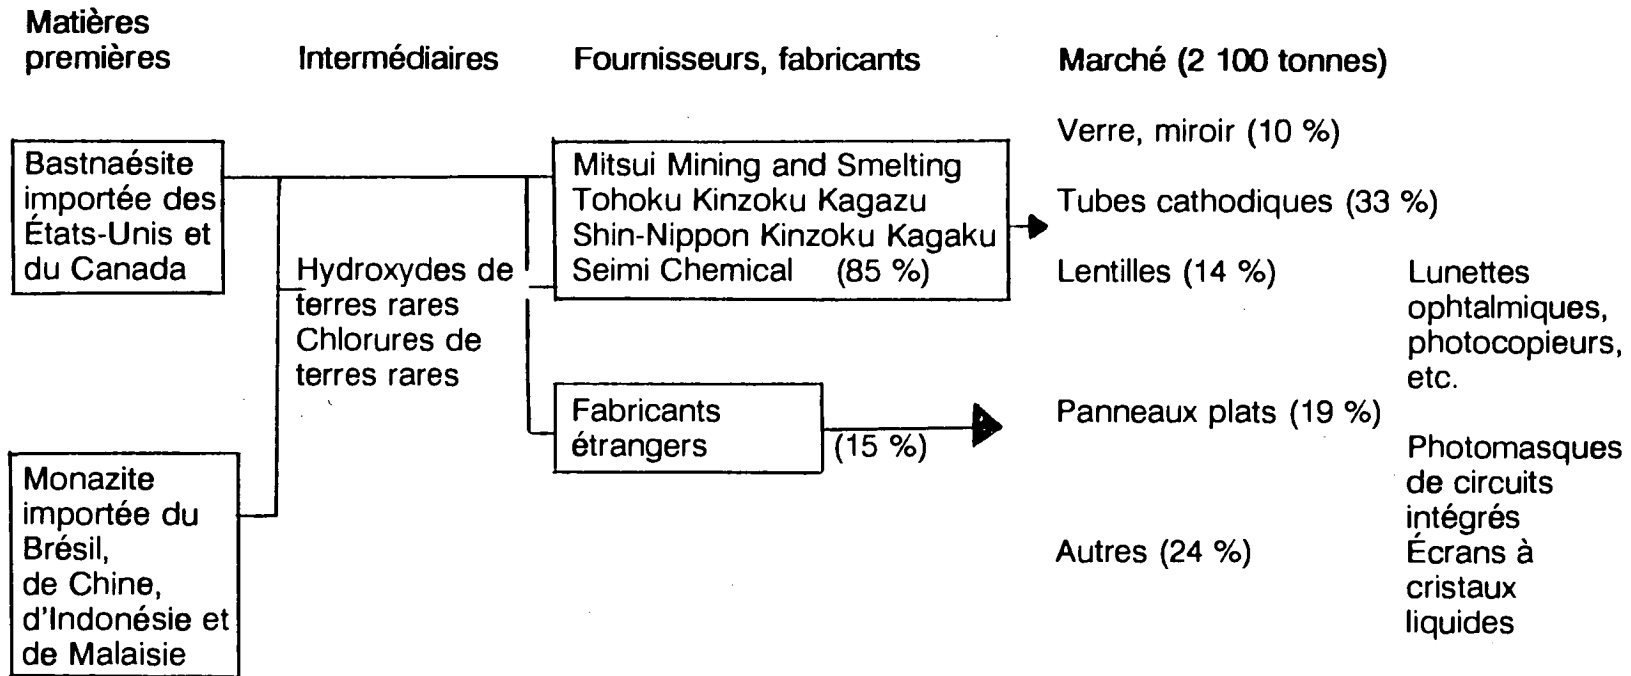 Matières
premières
Intermédiaires
Fournisseurs, fabricants
Marché (2 100 tonnes)
Bastnaésite
importée des
États-Unis et
du Canada
Monazite
importée du
Brésil,
de Chine,
d'Indonésie et
de Malaisie
Hydroxydes de
terres rares
Chlorures de
terres rares
Mitsui Mining and Smelting
Tohoku Kinzoku Kagazu
Shin-Nippon Kinzoku Kagaku
Seimi Chemical (85 %)
Fabricants
étrangers
(15 %)
Verre, miroir (10 %)
Tubes cathodiques (33 %)
Lentilles (14 %)
Lunettes
ophtalmiques,
photocopieurs,
etc.
Panneaux plats (19 %)
Photomasques
de circuits
intégrés
Écrans à
cristaux
liquides
Autres (24 %)